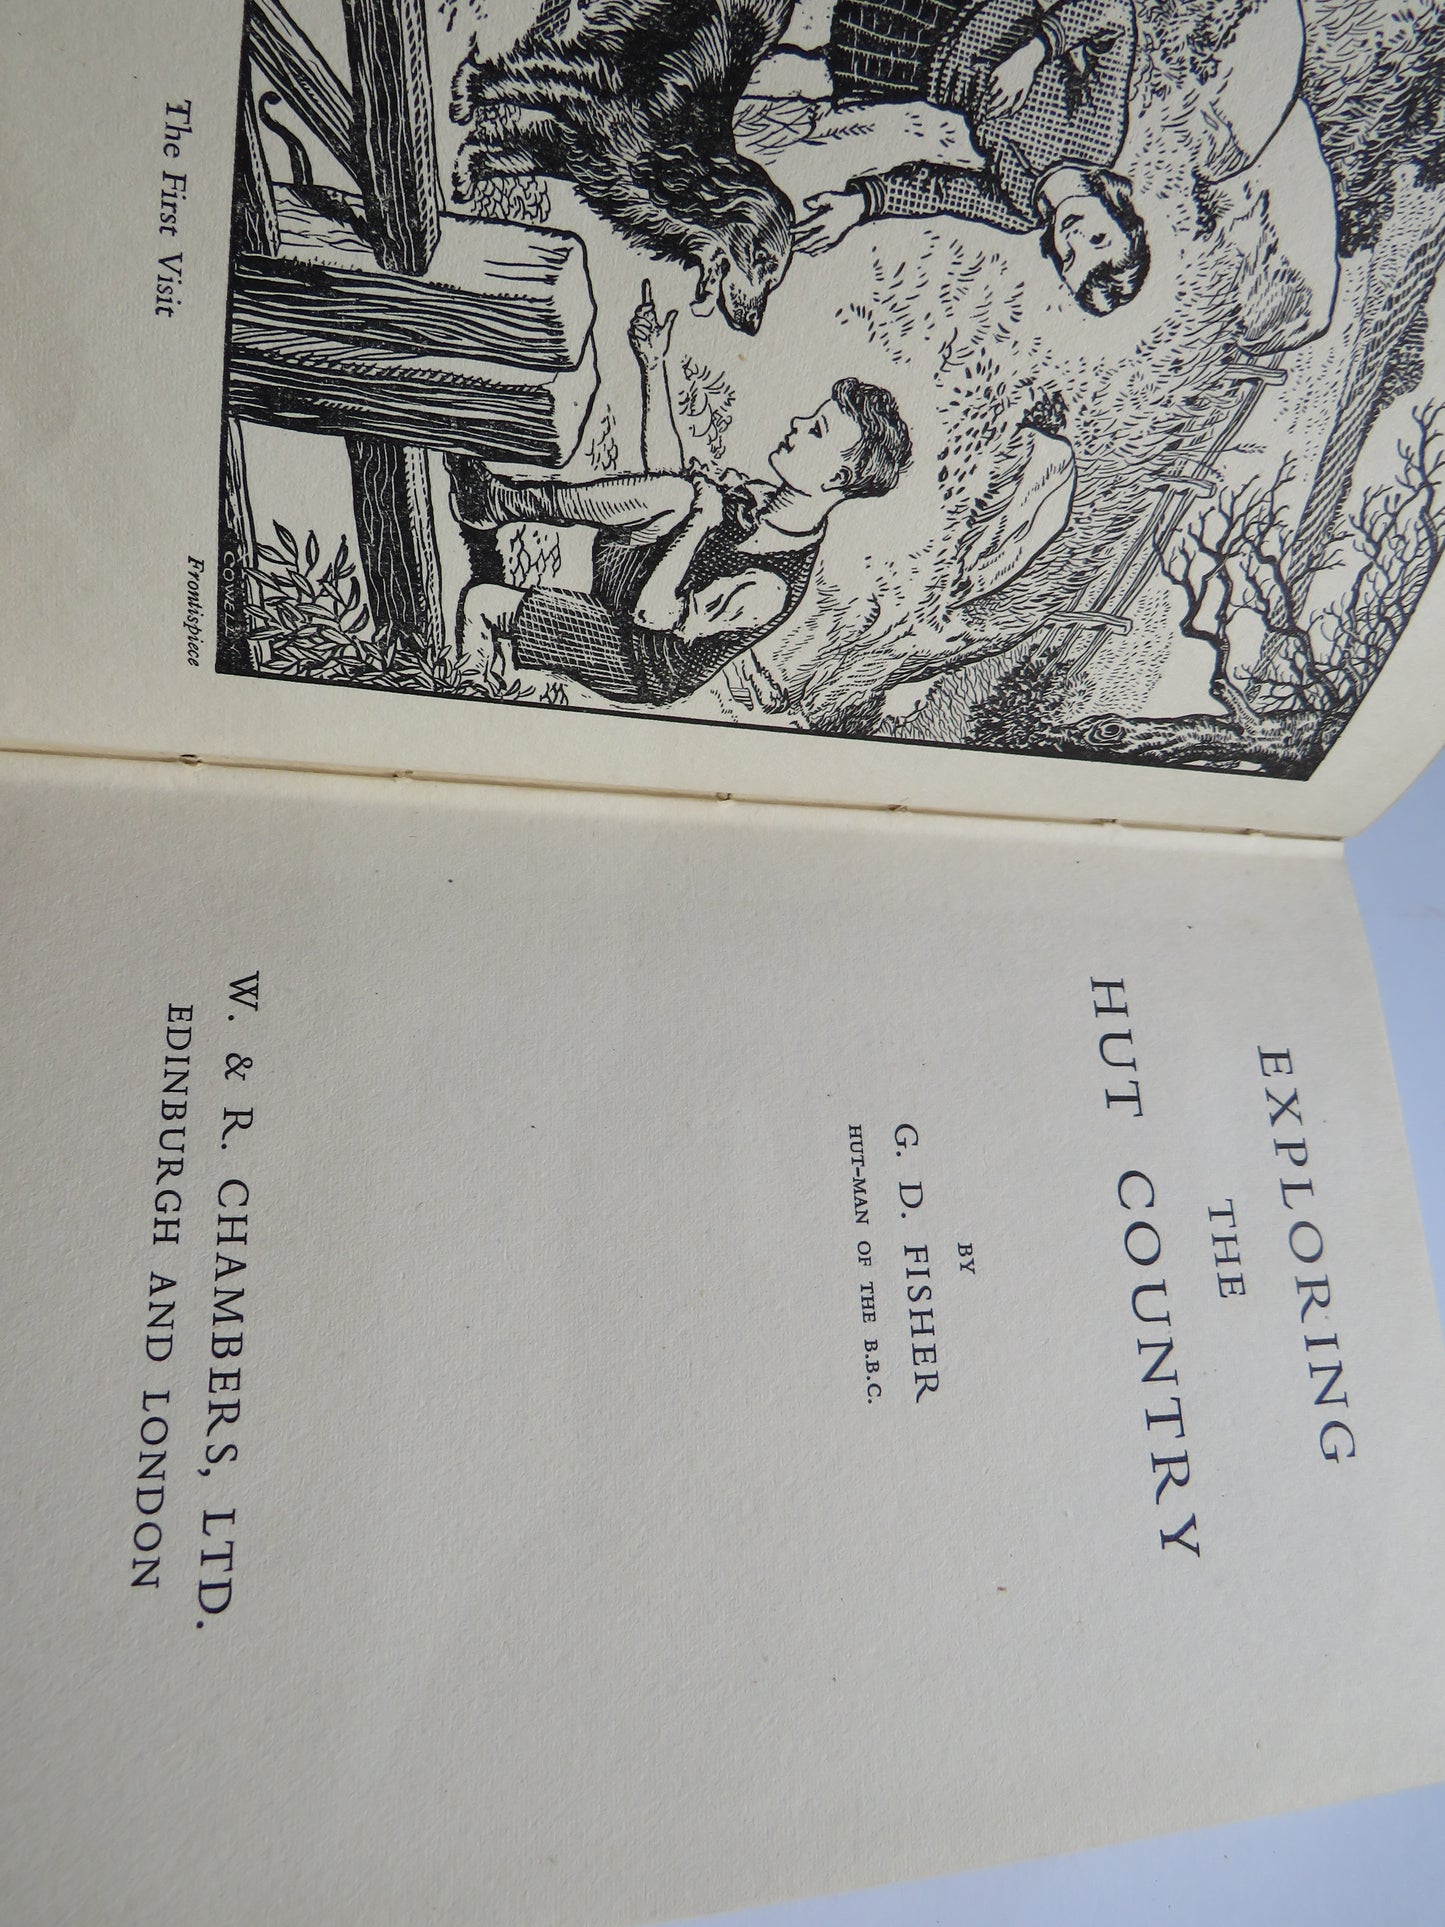 The First Visit
Frontispiece
EXPLORING
THE
HUT COUNTRY
BY
G. D. FISHER
HUT-MAN OF THE B.B.C.
W. & R. CHAMBERS, LTD.
EDINBURGH AND LONDON